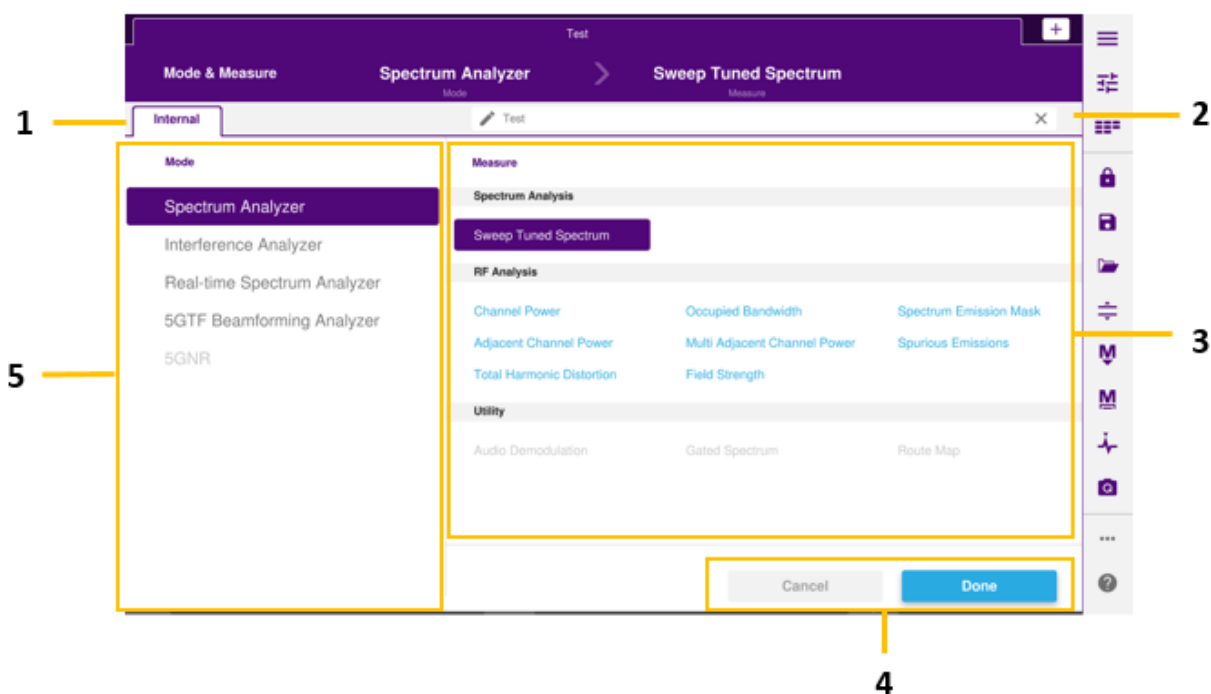 Test
Mode & Measure Spectrum Analyzer Sweep Tuned Spectrum
Mode Measure
1 Internal Test 2
Mode
Spectrum Analyzer
Interference Analyzer
Real-time Spectrum Analyzer
5GTF Beamforming Analyzer
5GNR
5
Measure
Spectrum Analysis
Sweep Tuned Spectrum
RF Analysis
Channel Power Occupied Bandwidth Spectrum Emission Mask
Adjacent Channel Power Multi Adjacent Channel Power Spurious Emissions
Total Harmonic Distortion Field Strength
3
Utility
Audio Demodulation Gated Spectrum Route Map
Cancel Done
4
M
M